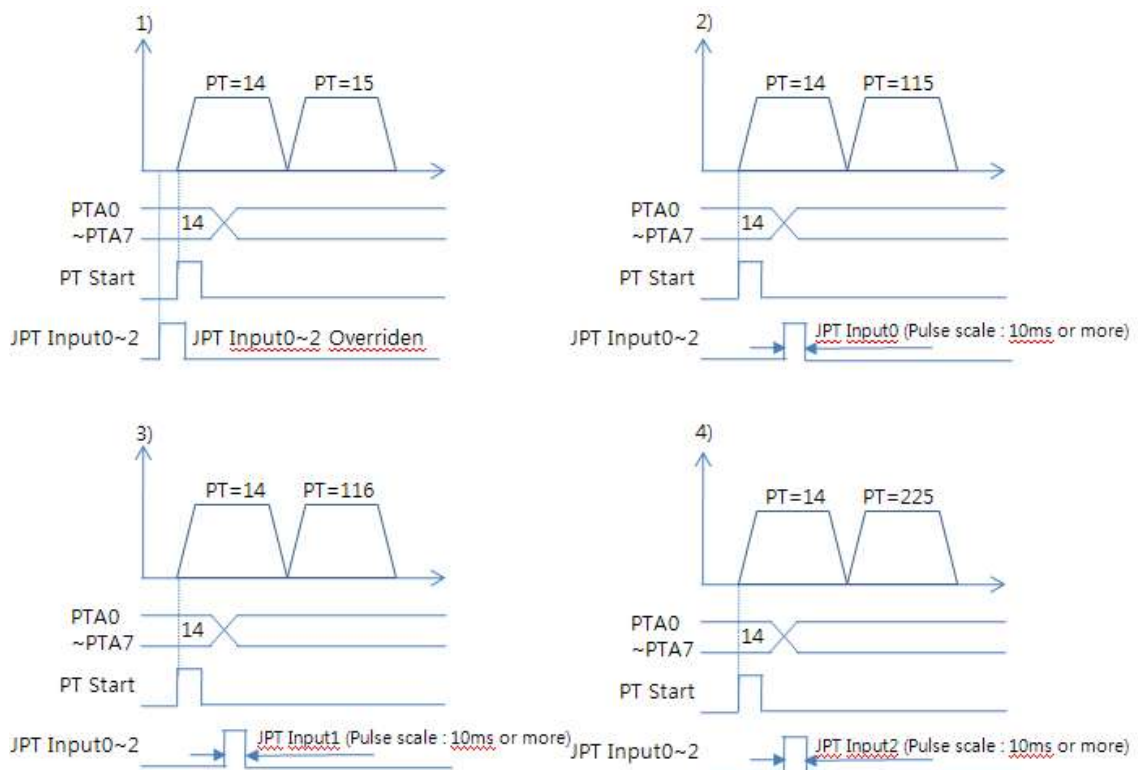 1)
PT=14 PT=15
PTA0
~PTA7
14
PT Start
JPT Input0~2
JPT Input0~2 Overriden
2)
PT=14 PT=115
PTA0
~PTA7
14
PT Start
JPT Input0~2
JPT Input0 (Pulse scale : 10ms or more)
3)
PT=14 PT=116
PTA0
~PTA7
14
PT Start
JPT Input0~2
JPT Input1 (Pulse scale : 10ms or more)
4)
PT=14 PT=225
PTA0
~PTA7
14
PT Start
JPT Input0~2
JPT Input2 (Pulse scale : 10ms or more)